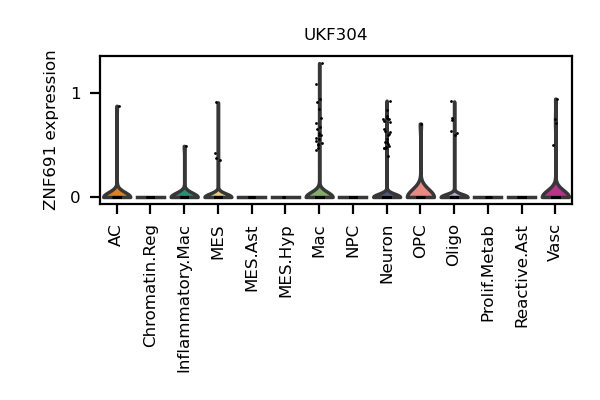 UKF304
ZNF691 expression
1
0
AC
Chromatin.Reg
Inflammatory.Mac
MES
MES.Ast
MES.Hyp
Mac
NPC
Neuron
OPC
Oligo
Prolif.Metab
Reactive.Ast
Vasc